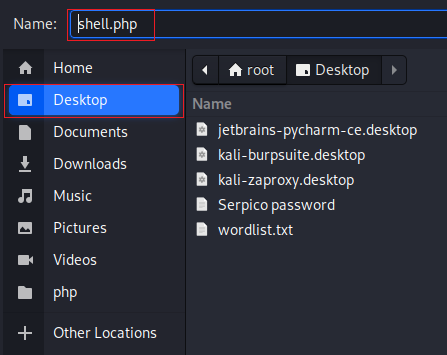 Name: shell.php
Home
Desktop
Documents
Downloads
Music
Pictures
Videos
php
Other Locations
root Desktop
Name
jetbrains-pycharm-ce.desktop
kali-burpsuite.desktop
kali-zaproxy.desktop
Serpico password
wordlist.txt